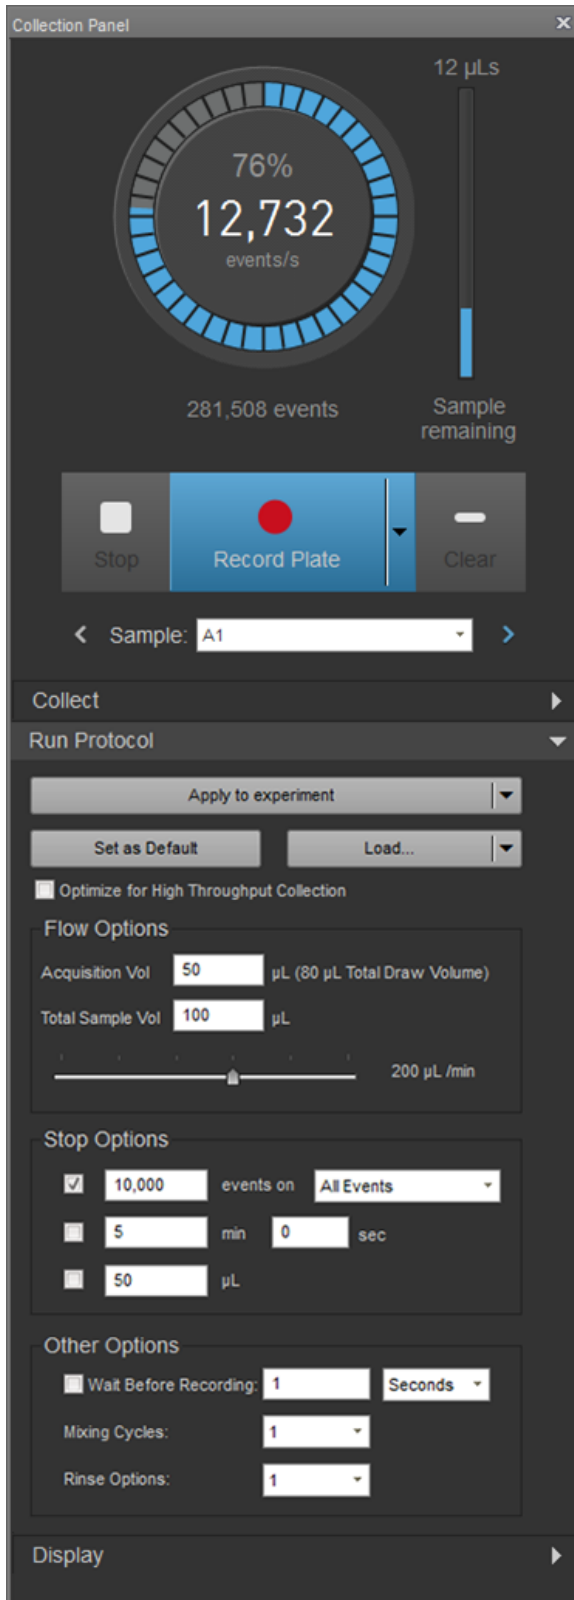 Collection Panel
12 µLs
76%
12,732
events/s
281,508 events
Sample
remaining
Stop
Record Plate
Clear
Sample: A1
Collect
Run Protocol
Apply to experiment
Set as Default
Load...
Optimize for High Throughput Collection
Flow Options
Acquisition Vol 50 µL (80 µL Total Draw Volume)
Total Sample Vol 100 µL
200 µL /min
Stop Options
10,000 events on All Events
5 min 0 sec
50 µL
Other Options
Wait Before Recording: 1 Seconds
Mixing Cycles: 1
Rinse Options: 1
Display